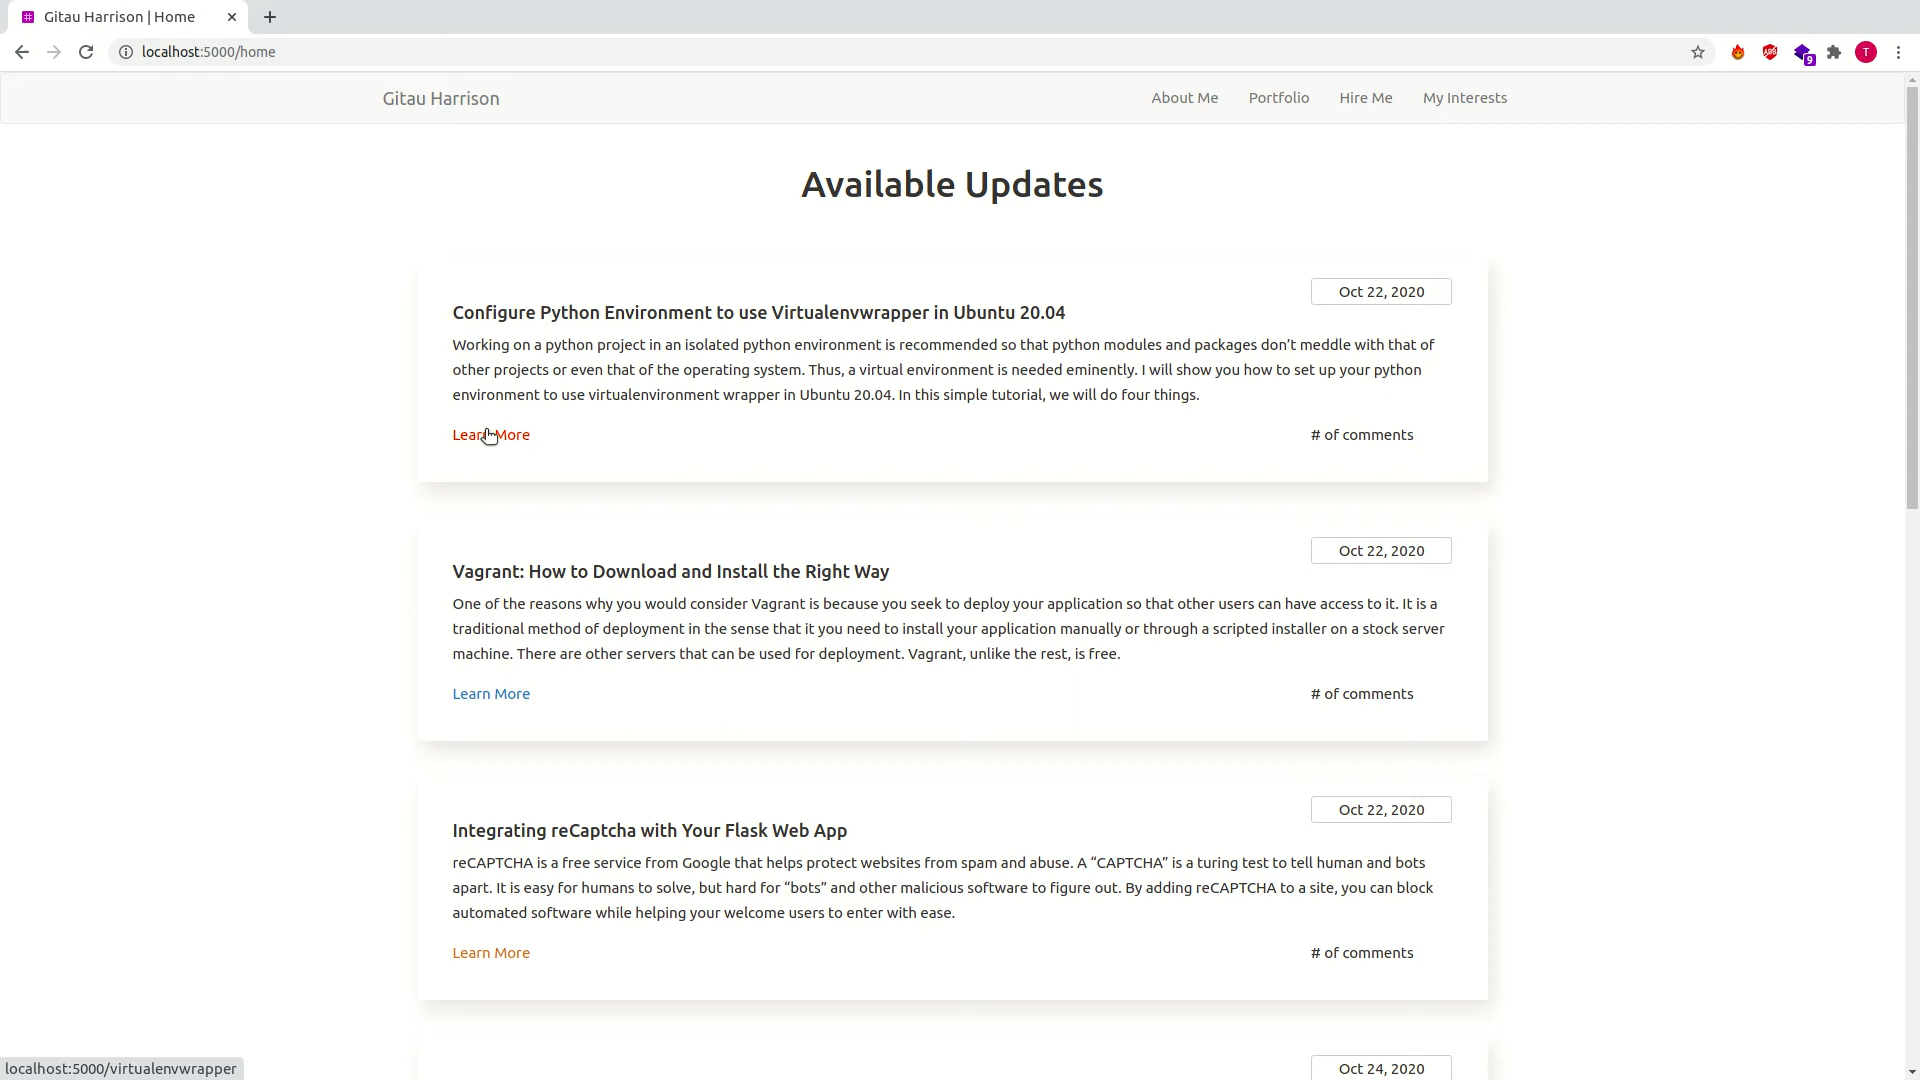 Gitau Harrison | Home
localhost:5000/home
ABP
9
T
Gitau Harrison
About Me
Portfolio
Hire Me
My Interests
Available Updates
Oct 22, 2020
Configure Python Environment to use Virtualenvwrapper in Ubuntu 20.04
Working on a python project in an isolated python environment is recommended so that python modules and packages don’t meddle with that of
other projects or even that of the operating system. Thus, a virtual environment is needed eminently. I will show you how to set up your python
environment to use virtualenvironment wrapper in Ubuntu 20.04. In this simple tutorial, we will do four things.
Learn More
# of comments
Oct 22, 2020
Vagrant: How to Download and Install the Right Way
One of the reasons why you would consider Vagrant is because you seek to deploy your application so that other users can have access to it. It is a
traditional method of deployment in the sense that it you need to install your application manually or through a scripted installer on a stock server
machine. There are other servers that can be used for deployment. Vagrant, unlike the rest, is free.
Learn More
# of comments
Oct 22, 2020
Integrating reCaptcha with Your Flask Web App
reCAPTCHA is a free service from Google that helps protect websites from spam and abuse. A “CAPTCHA” is a turing test to tell human and bots
apart. It is easy for humans to solve, but hard for “bots” and other malicious software to figure out. By adding reCAPTCHA to a site, you can block
automated software while helping your welcome users to enter with ease.
Learn More
# of comments
Oct 24, 2020
localhost:5000/virtualenvwrapper